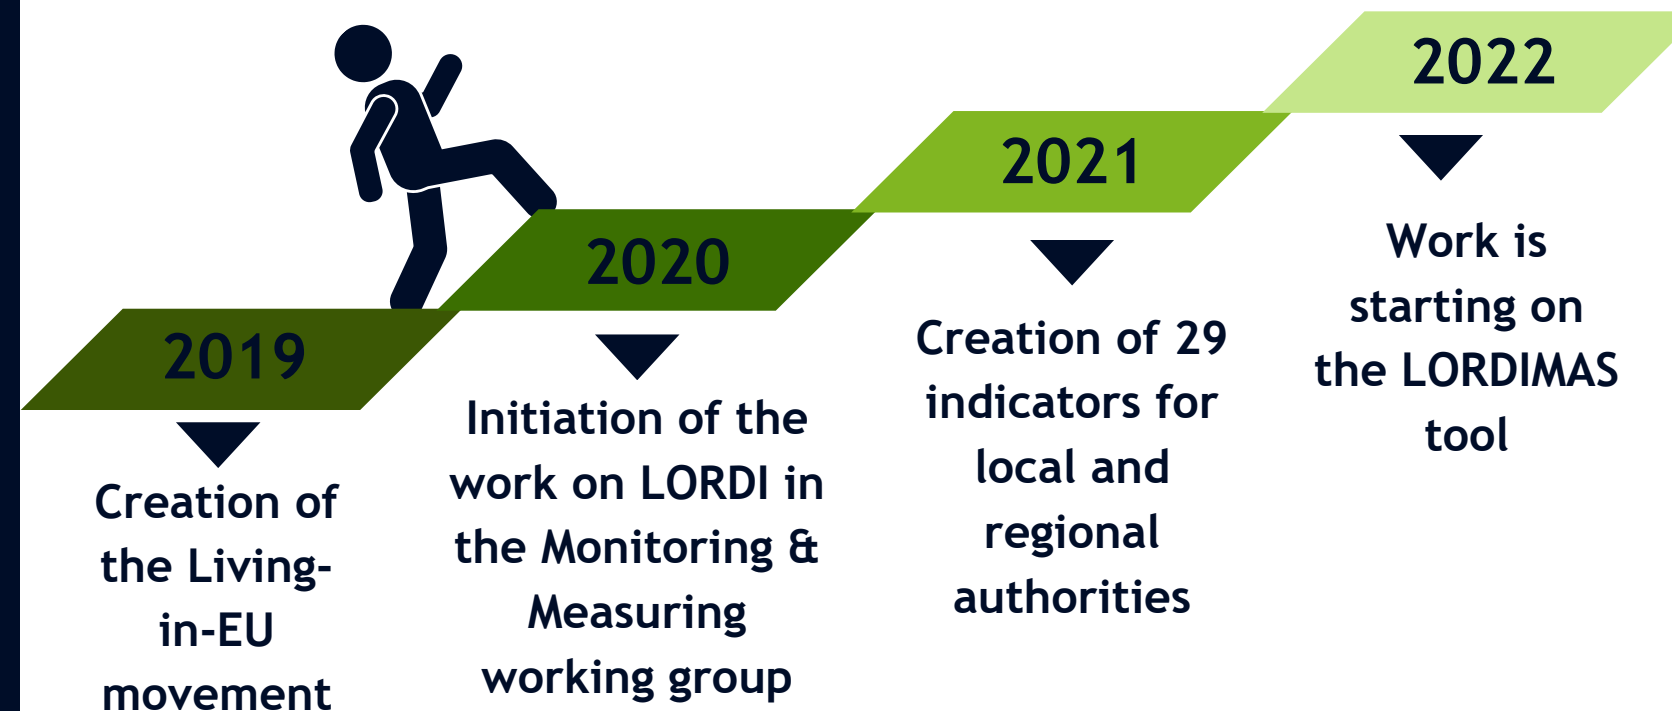 2019
Creation of
the Living-
in-EU
movement
2020
Initiation of the
work on LORDI in
the Monitoring &
Measuring
working group
2021
Creation of 29
indicators for
local and
regional
authorities
2022
Work is
starting on
the LORDIMAS
tool